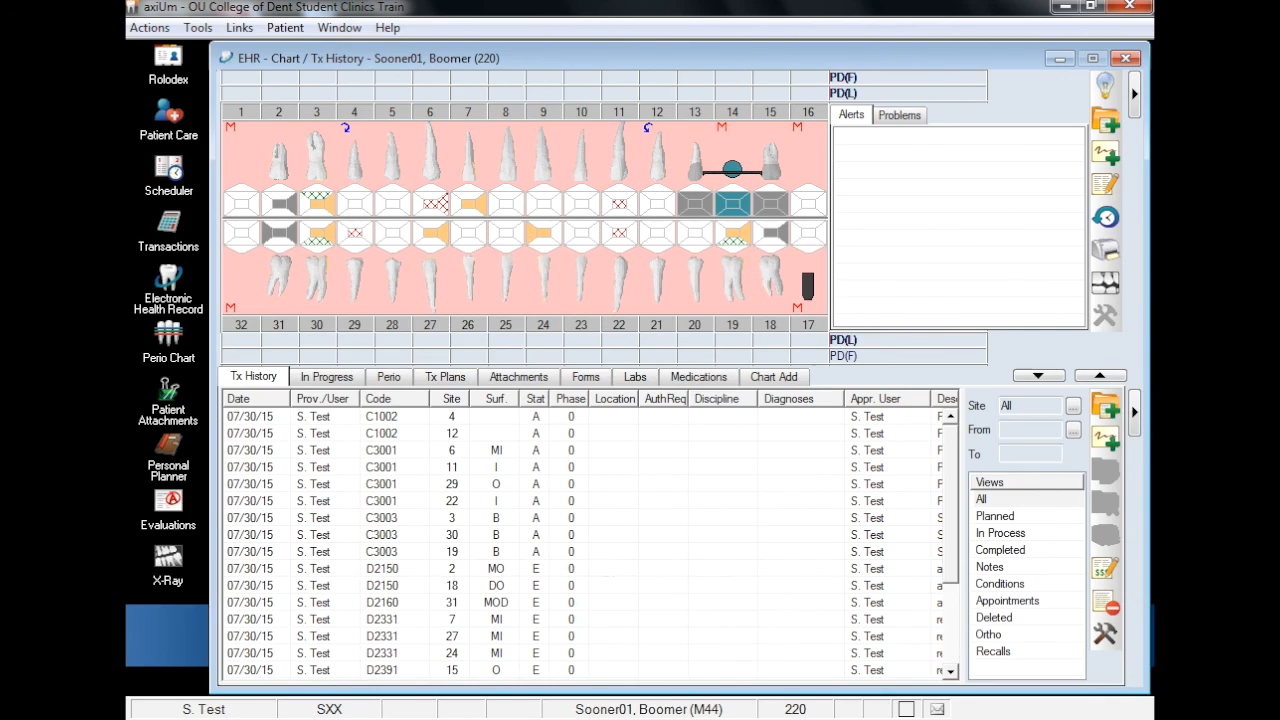 axiUm - OU College of Dent Student Clinics Train
Actions Tools Links Patient Window Help
Rolodex
Patient Care
Scheduler
Transactions
Electronic
Health Record
Perio Chart
Patient
Attachments
Personal
Planner
Evaluations
X-Ray
EHR - Chart / Tx History - Sooner01, Boomer (220)
PD(F)
PD(L)
1 2 3 4 5 6 7 8 9 10 11 12 13 14 15 16
M M M
M M
32 31 30 29 28 27 26 25 24 23 22 21 20 19 18 17
PD(L)
PD(F)
Alerts Problems
Tx History In Progress Perio Tx Plans Attachments Forms Labs Medications Chart Add
Date Prov./User Code Site Surf. Stat Phase Location AuthReq Discipline Diagnoses Appr. User Des
07/30/15 S. Test C1002 4 A 0 S. Test F
07/30/15 S. Test C1002 12 A 0 S. Test F
07/30/15 S. Test C3001 6 MI A 0 S. Test F
07/30/15 S. Test C3001 11 I A 0 S. Test F
07/30/15 S. Test C3001 29 O A 0 S. Test F
07/30/15 S. Test C3001 22 I A 0 S. Test F
07/30/15 S. Test C3003 3 B A 0 S. Test S
07/30/15 S. Test C3003 30 B A 0 S. Test S
07/30/15 S. Test C3003 19 B A 0 S. Test S
07/30/15 S. Test D2150 2 MO E 0 S. Test a
07/30/15 S. Test D2150 18 DO E 0 S. Test a
07/30/15 S. Test D2160 31 MOD E 0 S. Test a
07/30/15 S. Test D2331 7 MI E 0 S. Test re
07/30/15 S. Test D2331 27 MI E 0 S. Test re
07/30/15 S. Test D2331 24 MI E 0 S. Test re
07/30/15 S. Test D2391 15 O E 0 S. Test re
Site All ...
From ...
To
Views
All
Planned
In Process
Completed
Notes
Conditions
Appointments
Deleted
Ortho
Recalls
S. Test SXX Sooner01, Boomer (M44) 220